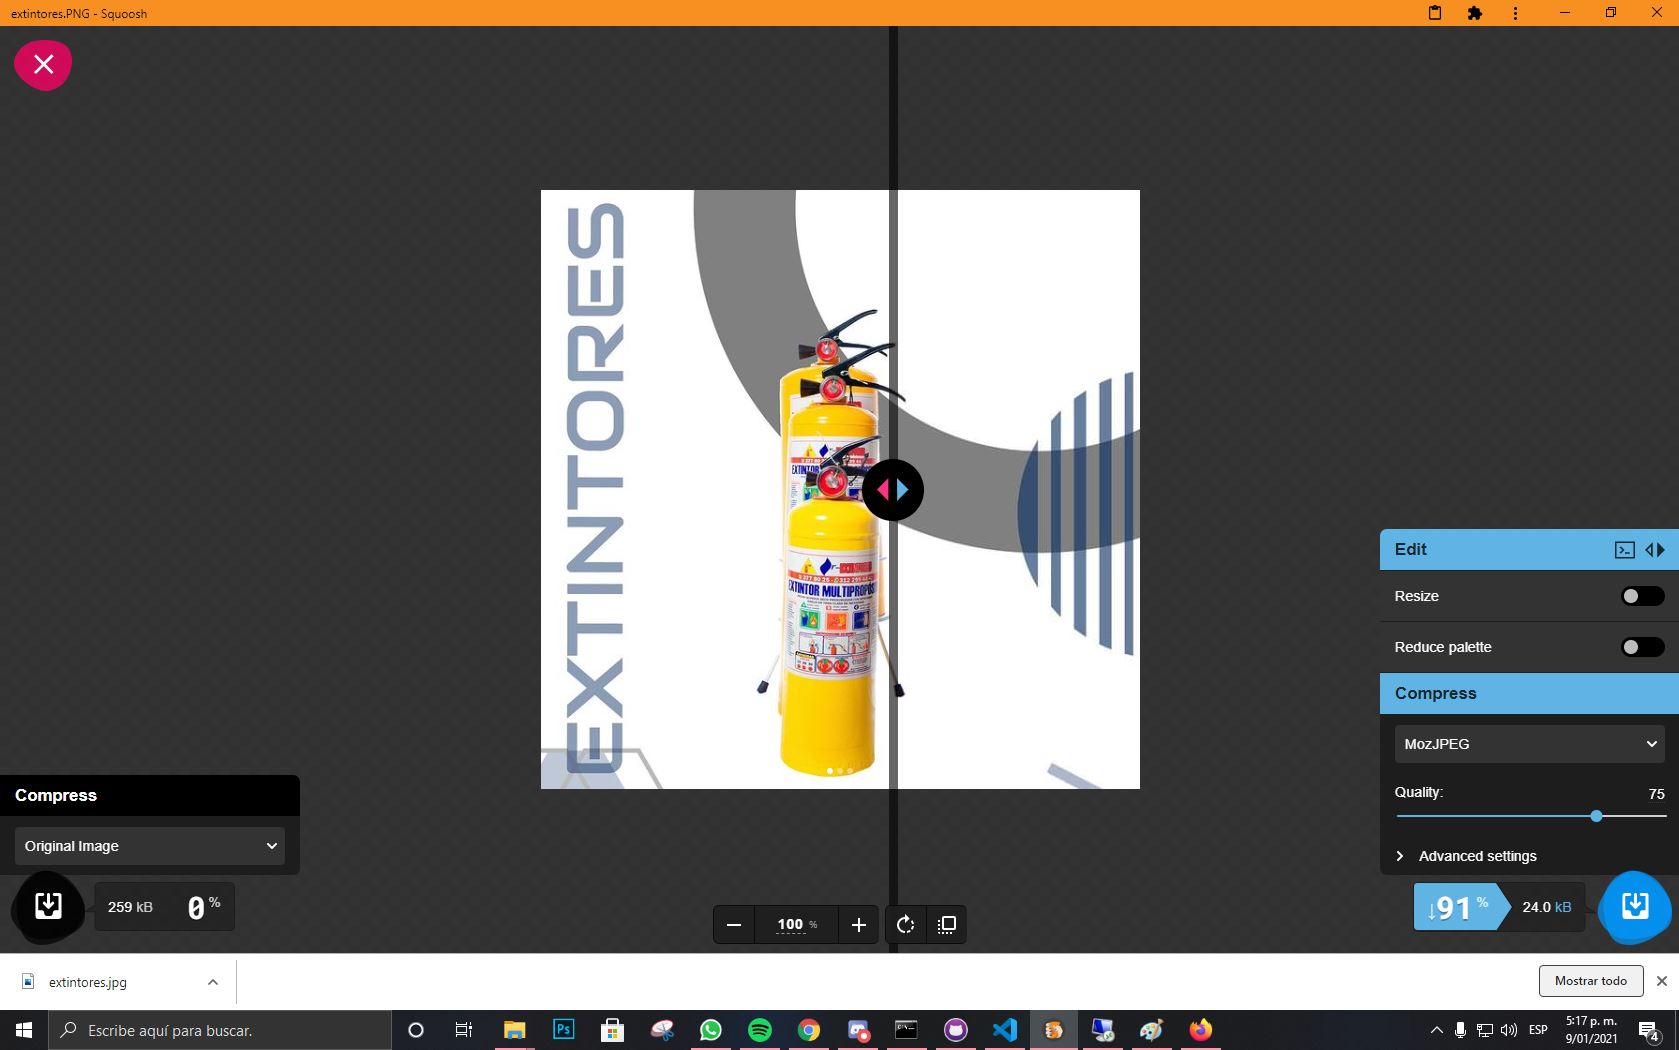 extintores.PNG - Squoosh
EXTINTORES
EXTINTOR MULTIPROPÓS
Edit
Resize
Reduce palette
Compress
MozJPEG
Quality: 75
Advanced settings
↓91 % 24.0 kB
Compress
Original Image
259 kB 0 %
100 %
extintores.jpg
Mostrar todo
Escribe aquí para buscar.
Ps
ESP
5:17 p. m.
9/01/2021
4